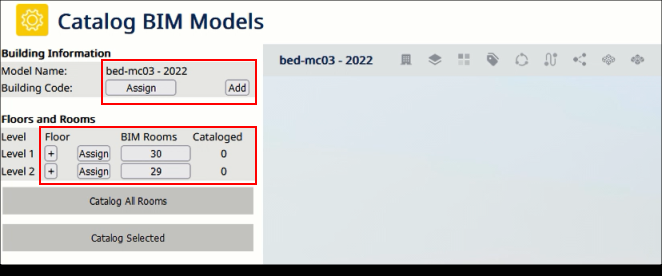 Catalog BIM Models
Building Information
Model Name: bed-mc03 - 2022
Building Code: Assign Add
bed-mc03 - 2022
Floors and Rooms
Level Floor BIM Rooms Cataloged
Level 1 + Assign 30 0
Level 2 + Assign 29 0
Catalog All Rooms
Catalog Selected